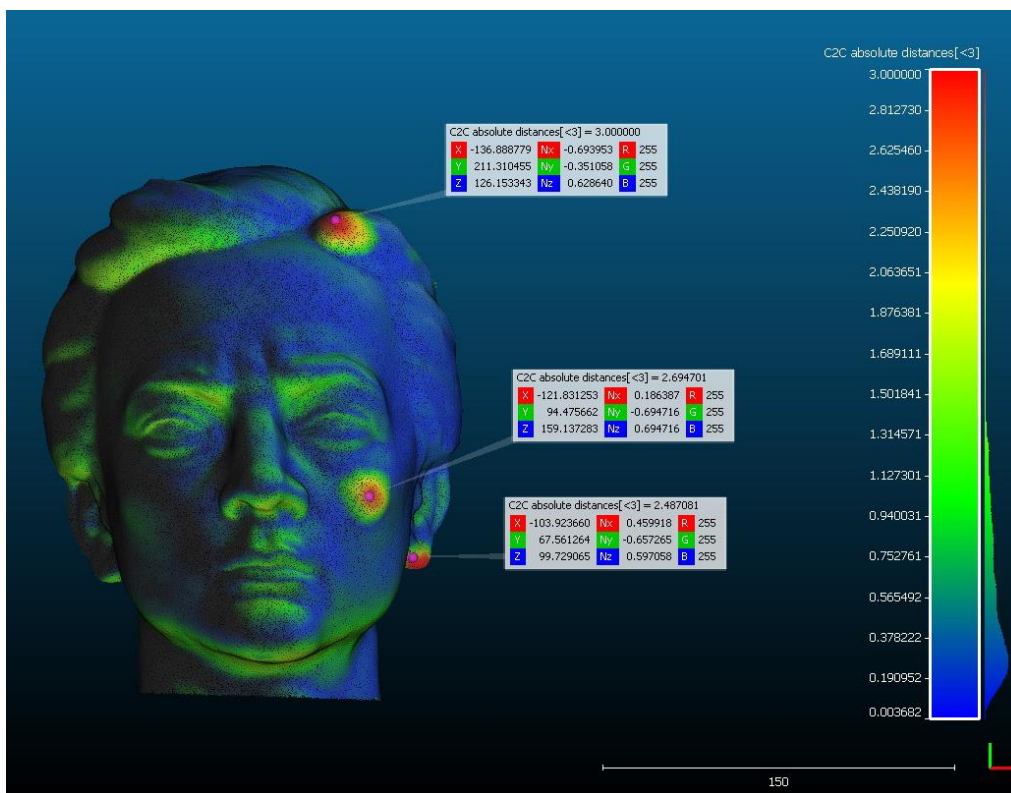 C2C absolute distances[<3]
3.000000
2.812730
2.625460
2.438190
2.250920
2.063651
1.876381
1.689111
1.501841
1.314571
1.127301
0.940031
0.752761
0.565492
0.378222
0.190952
0.003682
C2C absolute distances[<3] = 3.000000
X -136.888779 Nx -0.693953 R 255
Y 211.310455 Ny -0.351058 G 255
Z 126.153343 Nz 0.628640 B 255
C2C absolute distances[<3] = 2.694701
X -121.831253 Nx 0.186387 R 255
Y 94.475662 Ny -0.694716 G 255
Z 159.137283 Nz 0.694716 B 255
C2C absolute distances[<3] = 2.487081
X -103.923660 Nx 0.459918 R 255
Y 67.561264 Ny -0.657265 G 255
Z 99.729065 Nz 0.597058 B 255
150